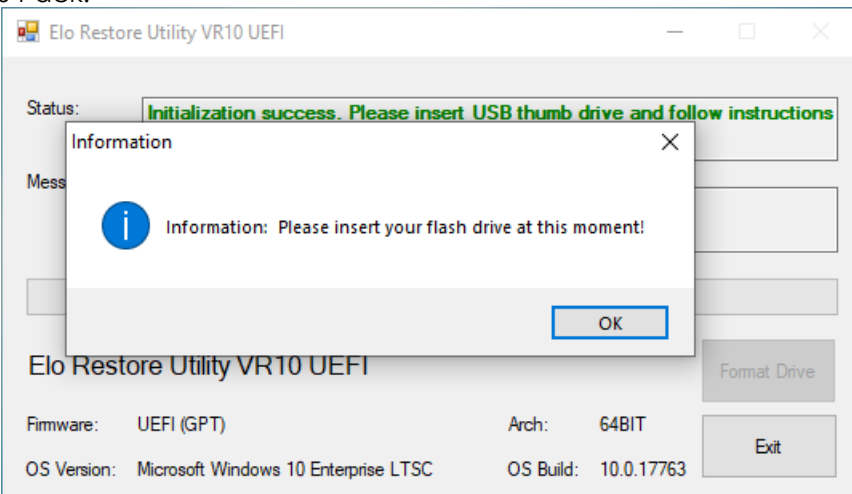 Elo Restore Utility VR10 UEFI
Status:
Initialization success. Please insert USB thumb drive and follow instructions
Information
Mess
Information: Please insert your flash drive at this moment!
OK
Elo Restore Utility VR10 UEFI
Format Drive
Firmware: UEFI (GPT) Arch: 64BIT
Exit
OS Version: Microsoft Windows 10 Enterprise LTSC OS Build: 10.0.17763